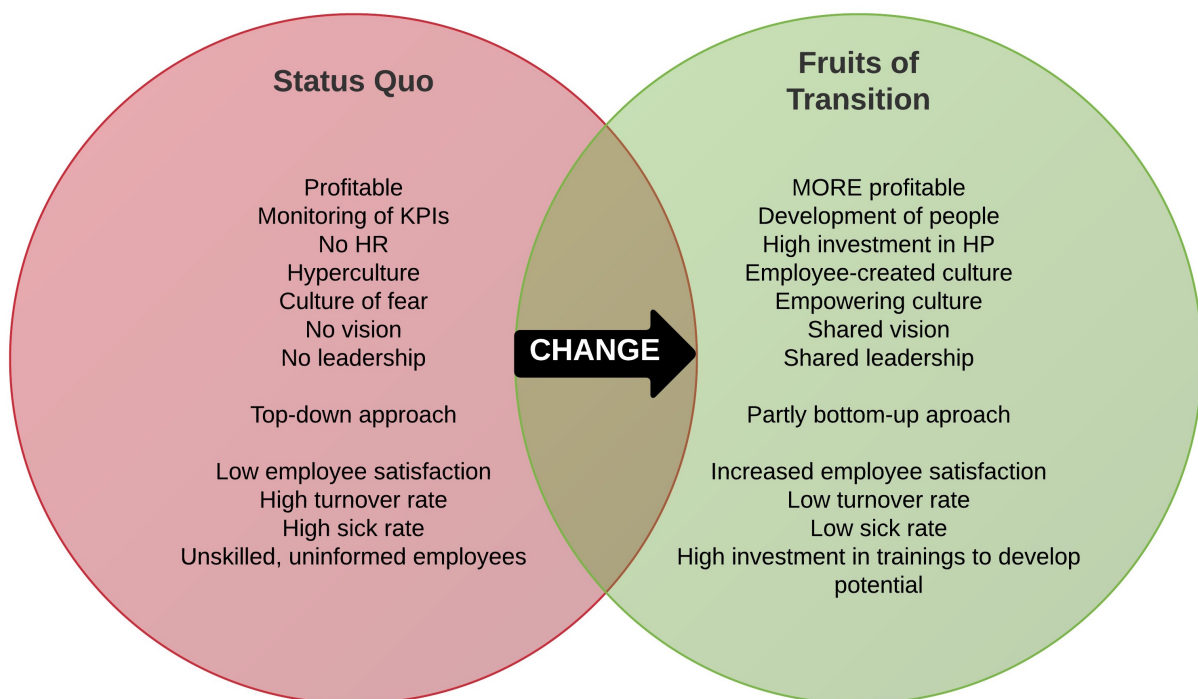 Status Quo
Profitable
Monitoring of KPIs
No HR
Hyperculture
Culture of fear
No vision
No leadership
Top-down approach
Low employee satisfaction
High turnover rate
High sick rate
Unskilled, uninformed employees
CHANGE
Fruits of
Transition
MORE profitable
Development of people
High investment in HP
Employee-created culture
Empowering culture
Shared vision
Shared leadership
Partly bottom-up aproach
Increased employee satisfaction
Low turnover rate
Low sick rate
High investment in trainings to develop
potential